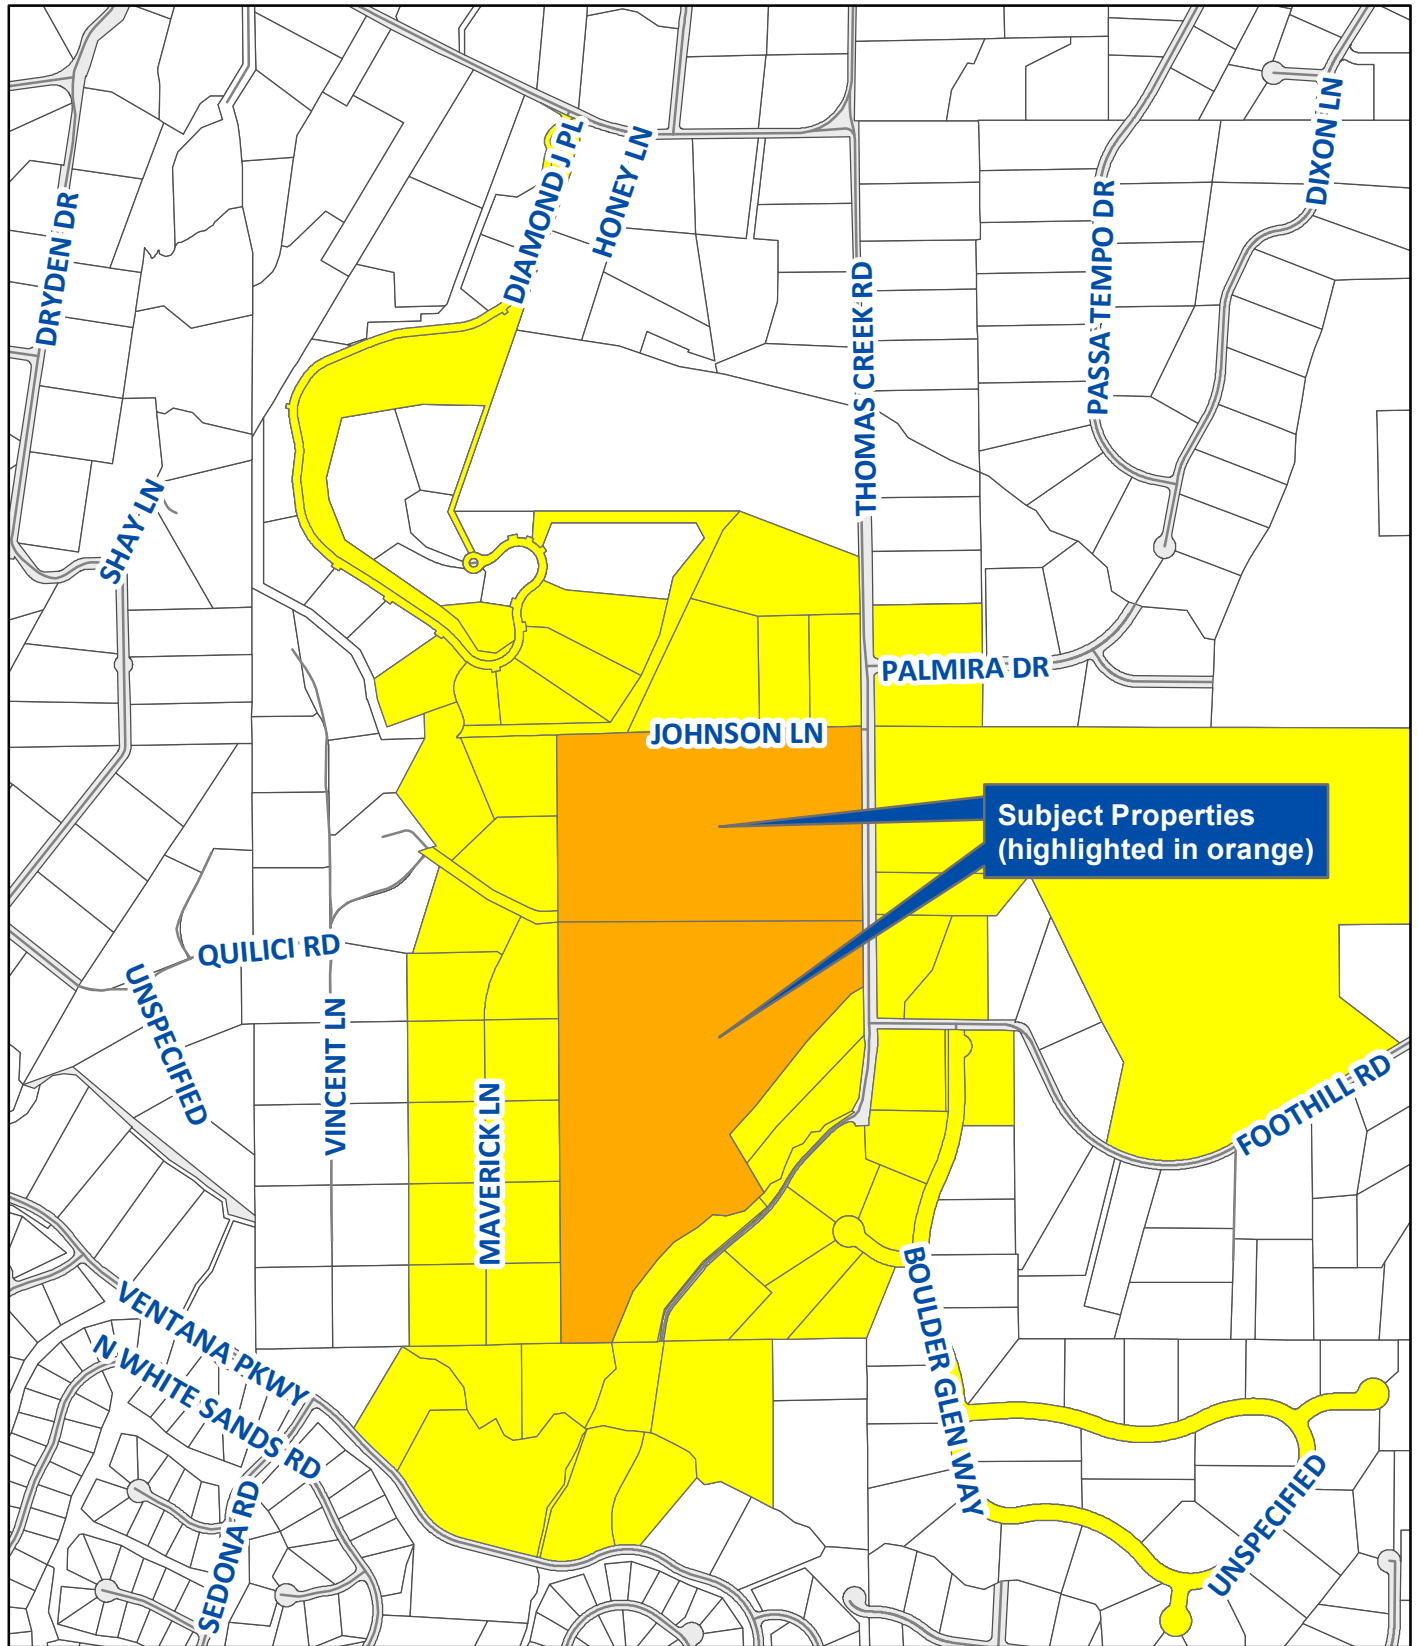 DIAMOND J PL
HONEY LN
DIXON LN
DRYDEN DR
PASSA TEMPO DR
THOMAS CREEK RD
SHAY LN
PALMIRA DR
JOHNSON LN
Subject Properties
(highlighted in orange)
QUILICI RD
UNSPECIFIED
VINCENT LN
MAVERICK LN
FOOTHILL RD
VENTANA PKWY
N WHITE SANDS RD
BOULDER GLEN WAY
SEDONA RD
UNSPECIFIED